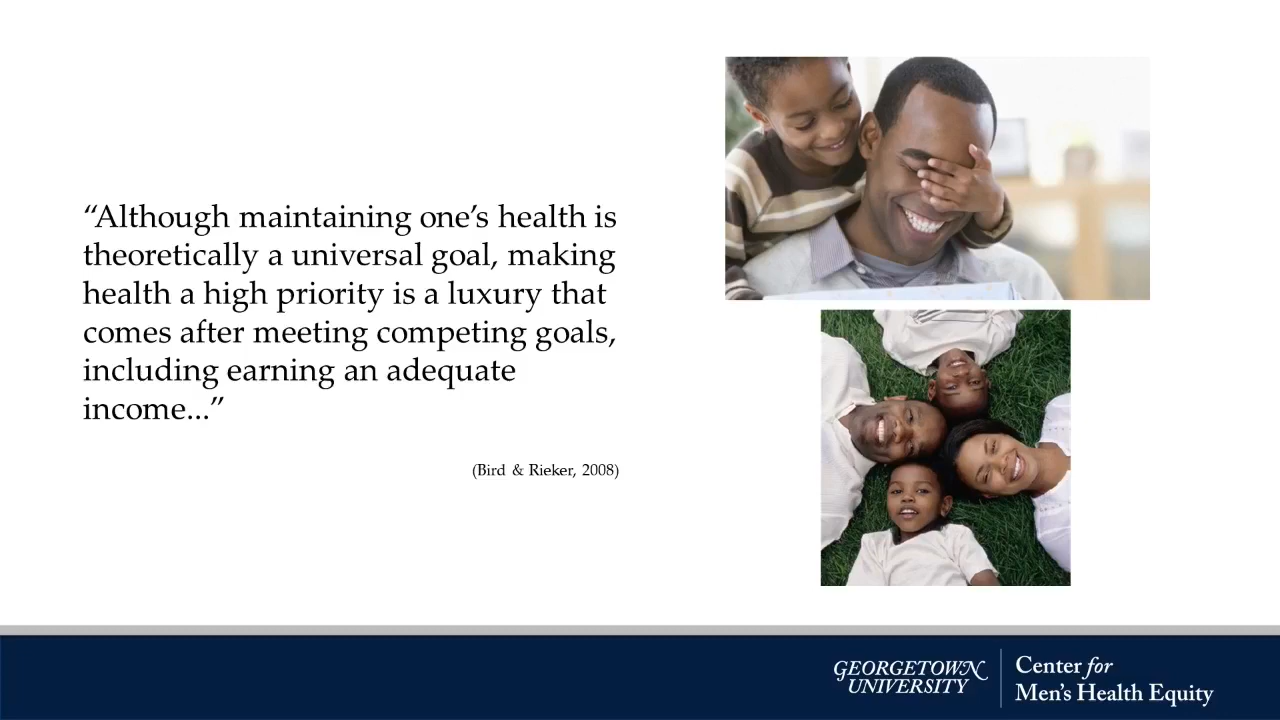 “Although maintaining one’s health is
theoretically a universal goal, making
health a high priority is a luxury that
comes after meeting competing goals,
including earning an adequate
income...”
(Bird & Rieker, 2008)
GEORGETOWN
UNIVERSITY
Center for
Men’s Health Equity